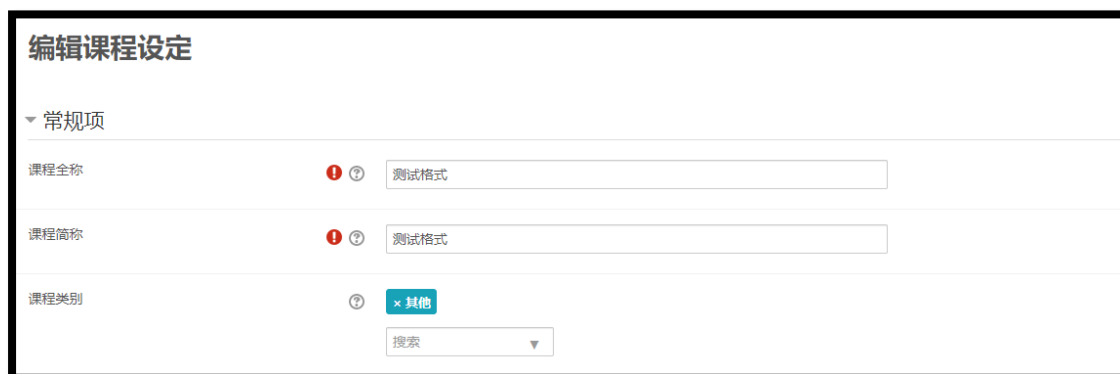 编辑课程设定
常规项
课程全称
测试格式
课程简称
测试格式
课程类别
× 其他
搜索